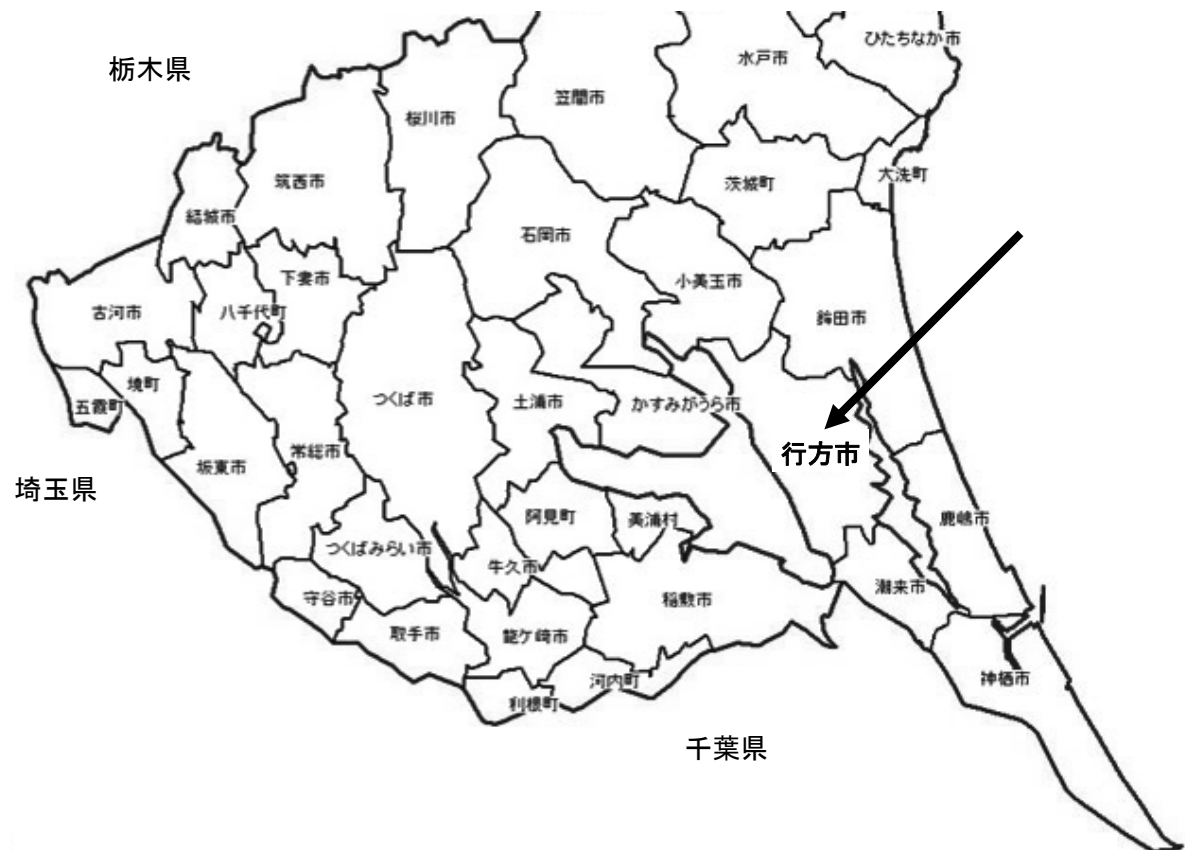 ひたちなか市
水戸市
栃木県
笠間市
桜川市
大洗町
筑西市
茨城町
結城市
石岡市
下妻市
小美玉市
古河市
八千代町
鉾田市
境町
つくば市
土浦市
かすみがうら市
五霞町
常総市
行方市
坂東市
埼玉県
阿見町
美浦村
鹿嶋市
つくばみらい市
牛久市
潮来市
守谷市
稲敷市
取手市
龍ケ崎市
河内町
神栖市
利根町
千葉県